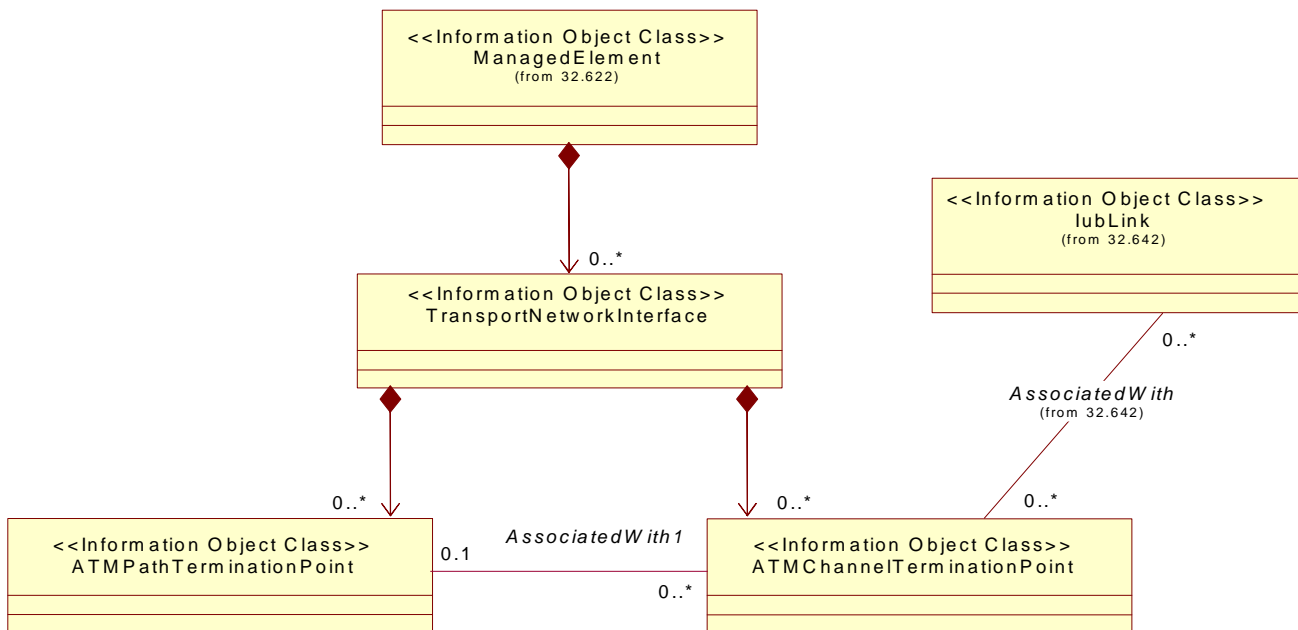 <<Information Object Class>>
ManagedElement
(from 32.622)
<<Information Object Class>>
IubLink
(from 32.642)
0..*
<<Information Object Class>>
TransportNetworkInterface
0..*
AssociatedWith
(from 32.642)
0..*
0..*
0..*
<<Information Object Class>>
ATMPathTerminationPoint
0.1
AssociatedWith1
0..*
<<Information Object Class>>
ATMChannelTerminationPoint